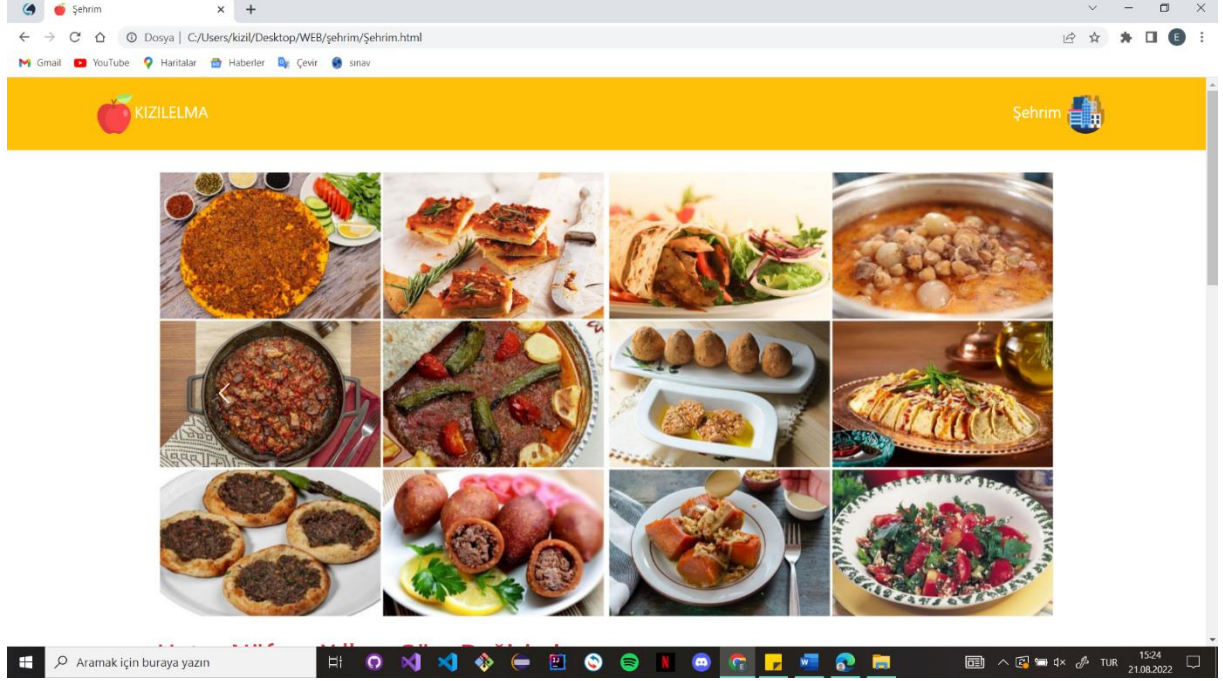 Şehrim
Dosya | C:/Users/kizil/Desktop/WEB/şehrim/Şehrim.html
E
Gmail YouTube Haritalar Haberler Çevir sınav
KIZILELMA
Şehrim
Aramak için buraya yazın
TUR
15:24
21.08.2022